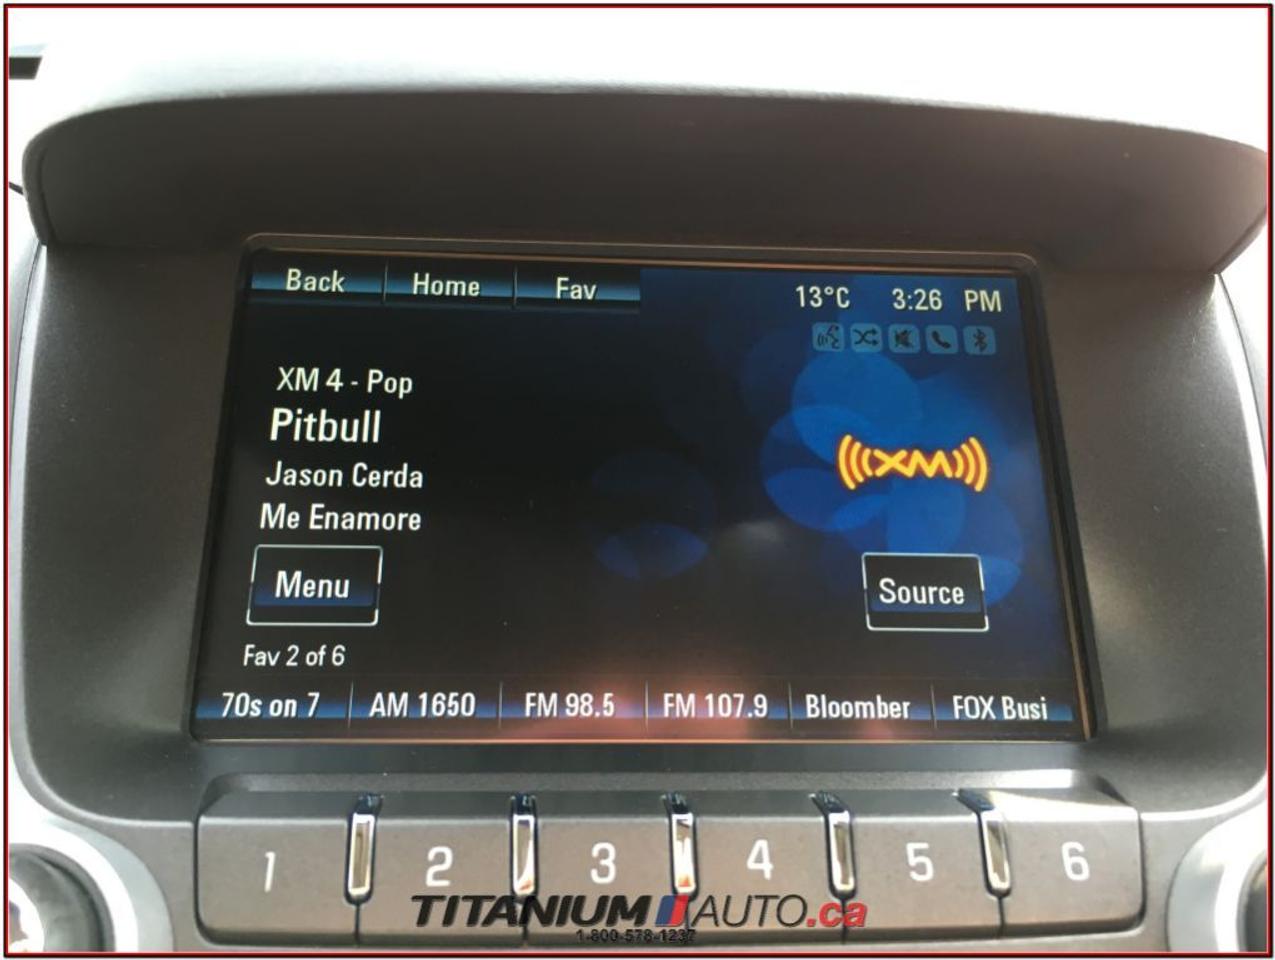 Back Home Fav 13°C 3:26 PM
XM 4 - Pop
Pitbull
Jason Cerda
Me Enamore
((XM))
Menu
Source
Fav 2 of 6
70s on 7 AM 1650 FM 98.5 FM 107.9 Bloomber FOX Busi
1 2 3 4 5 6
TITANIUM AUTO.ca
1-800-578-1237